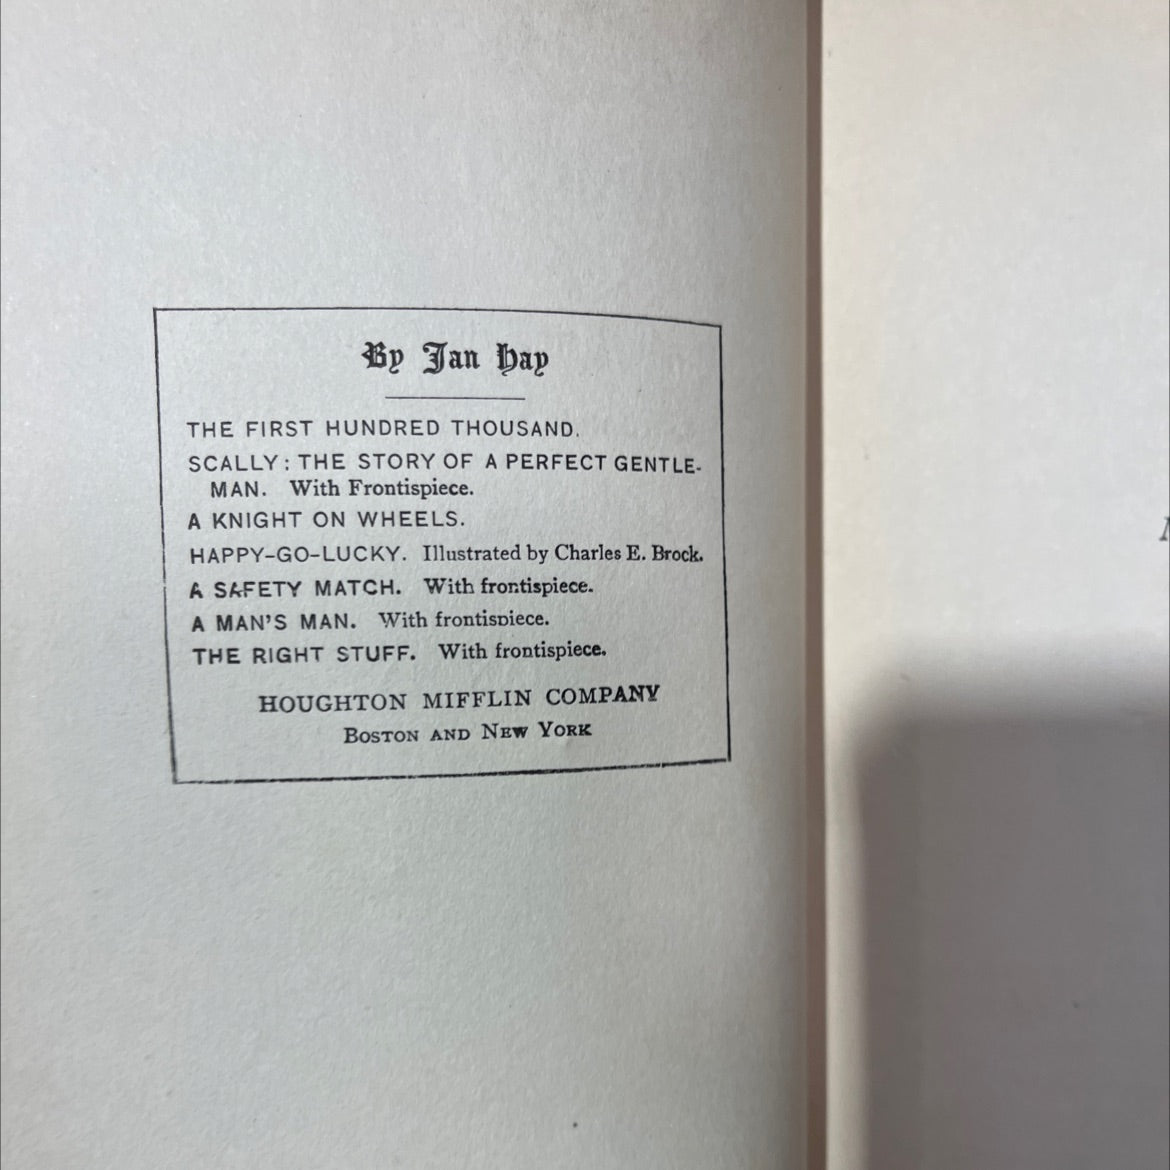 By Ian Hay
THE FIRST HUNDRED THOUSAND.
SCALLY: THE STORY OF A PERFECT GENTLE-
MAN. With Frontispiece.
A KNIGHT ON WHEELS.
HAPPY-GO-LUCKY. Illustrated by Charles E. Brock.
A SAFETY MATCH. With frontispiece.
A MAN'S MAN. With frontispiece.
THE RIGHT STUFF. With frontispiece.
HOUGHTON MIFFLIN COMPANY
BOSTON AND NEW YORK